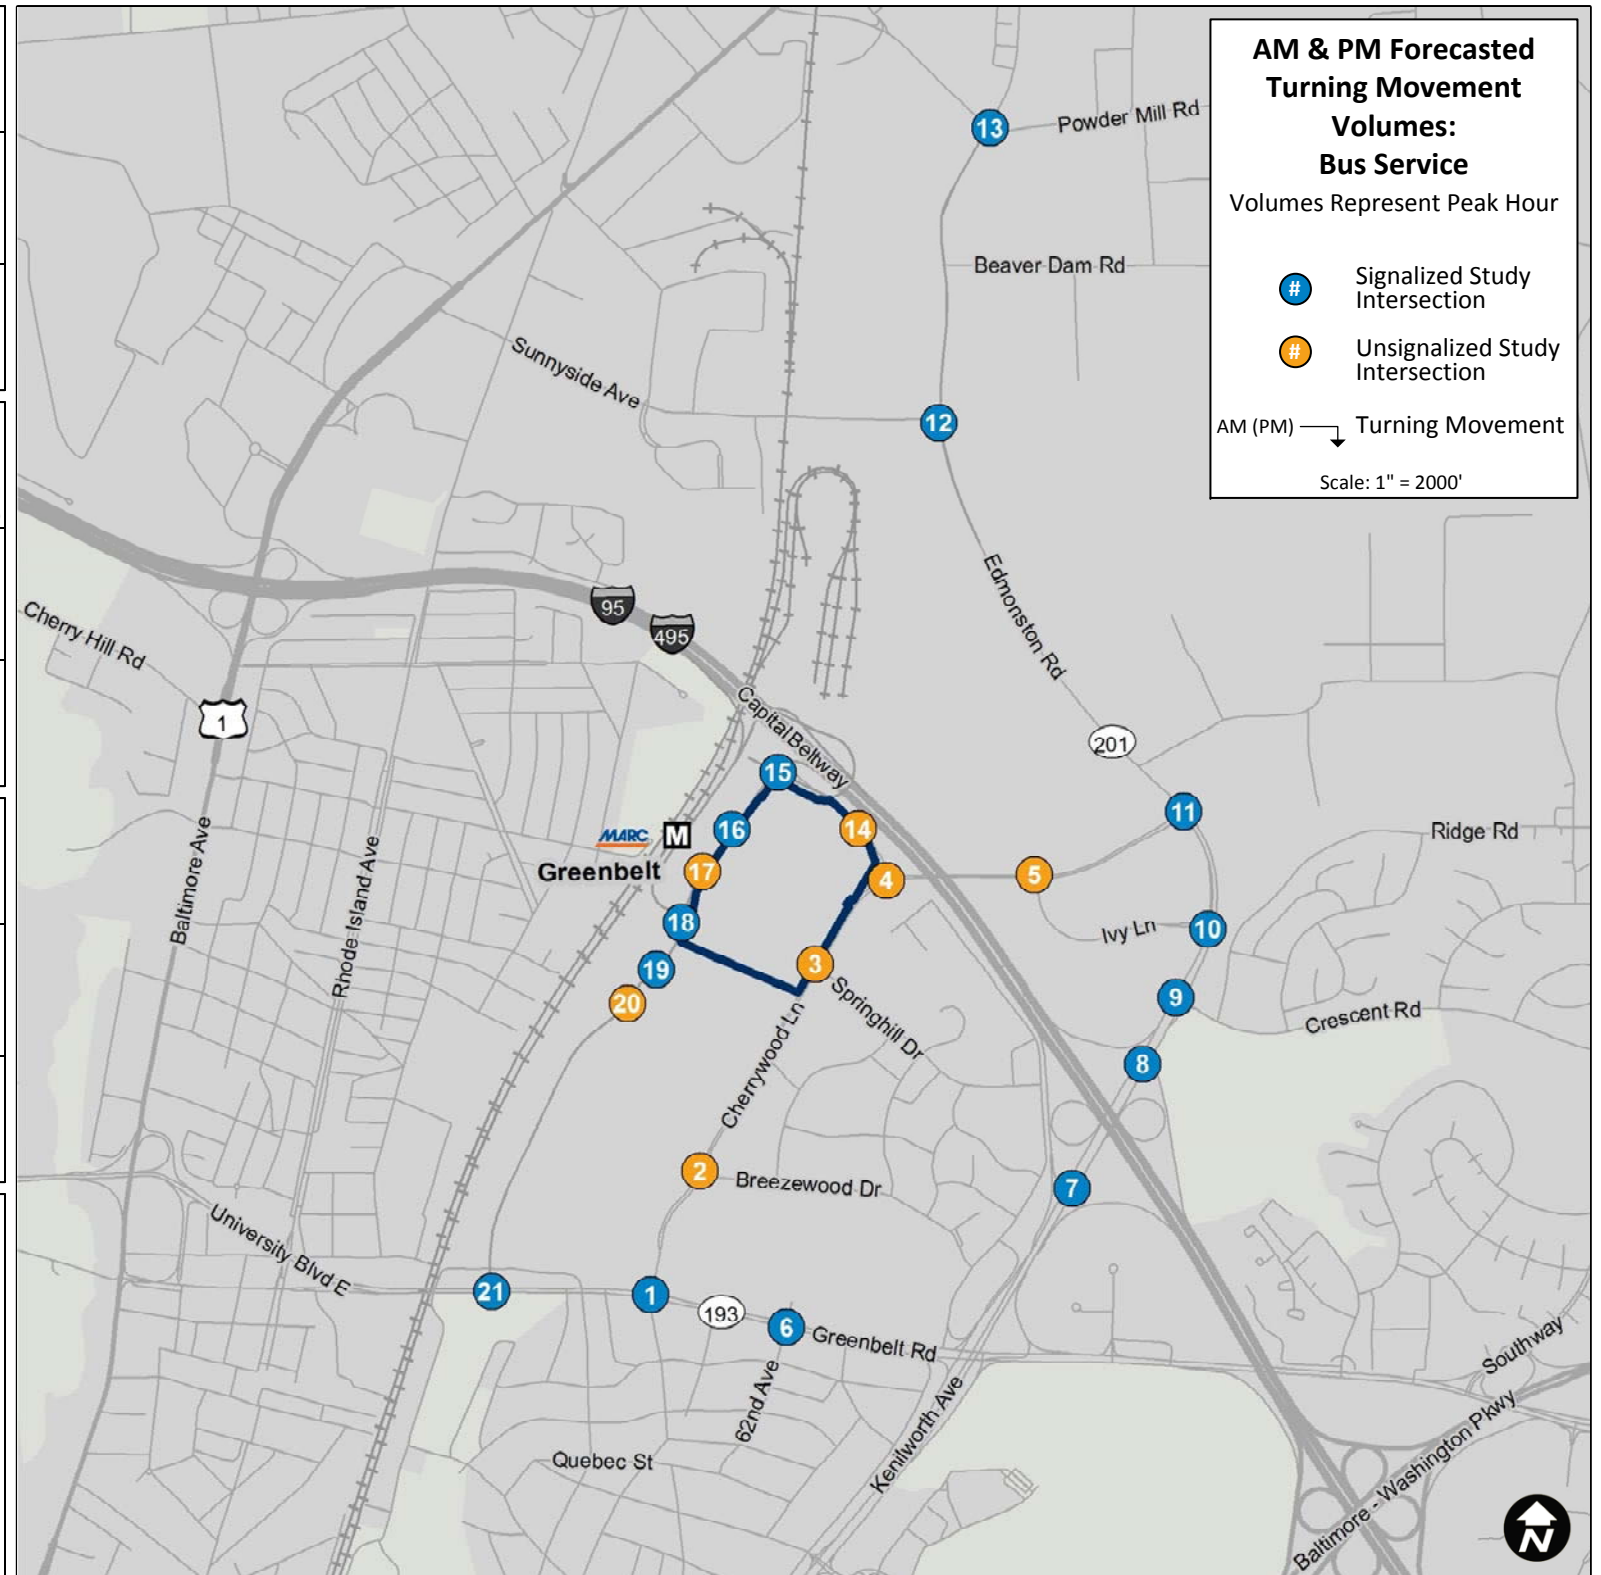 AM & PM Forecasted
Turning Movement
Volumes:
Bus Service
Volumes Represent Peak Hour
# Signalized Study
Intersection
# Unsignalized Study
Intersection
AM (PM) Turning Movement
Scale: 1" = 2000'
13
Powder Mill Rd
Beaver Dam Rd
Sunnyside Ave
12
Edmonston Rd
95
495
Cherry Hill Rd
1
Capital Beltway
201
15
16
14
11
Ridge Rd
MARC
M
Greenbelt
17
4
5
Baltimore Ave
Rhode Island Ave
18
Ivy Ln
10
19
3
20
Springhill Dr
9
Crescent Rd
Cherrywood Ln
8
2
Breezewood Dr
7
University Blvd E
21
1
193
6
Greenbelt Rd
Southway
62nd Ave
Kenilworth Ave
Quebec St
Baltimore - Washington Pkwy
N